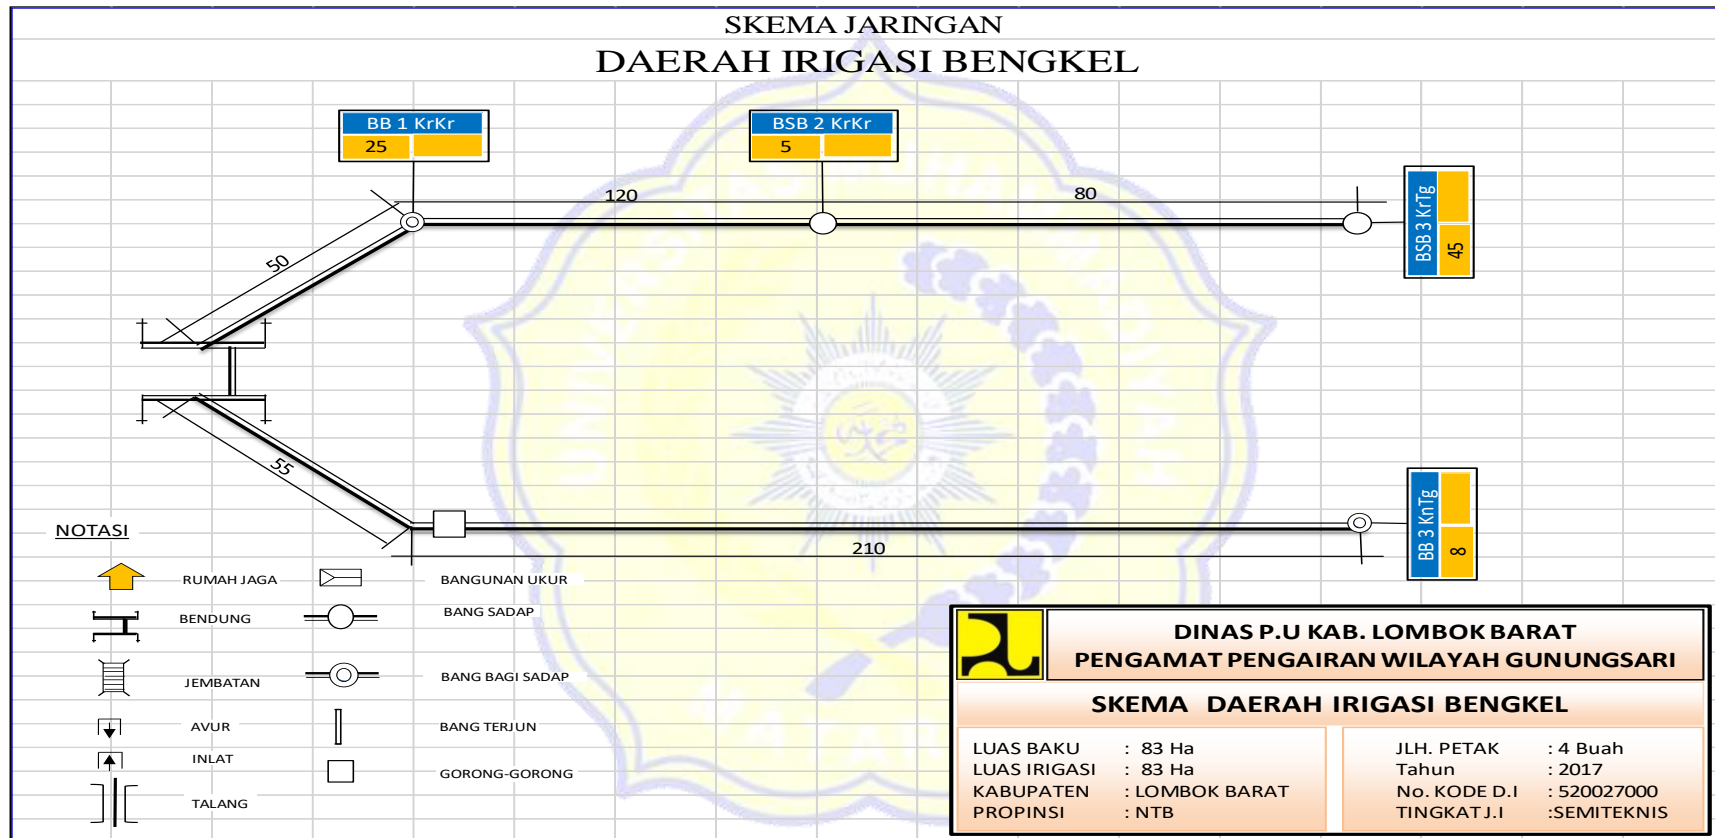 SKEMA JARINGAN
DAERAH IRIGASI BENGKEL
BB 1 KrKr
25
BSB 2 KrKr
5
BSB 3 KrTg
45
120
80
50
55
210
BB 3 KnTg
8
NOTASI
RUMAH JAGA
BANGUNAN UKUR
BENDUNG
BANG SADAP
JEMBATAN
BANG BAGI SADAP
AVUR
BANG TERJUN
INLAT
GORONG-GORONG
TALANG
UNIVERSITAS MUHAMMADIYAH
MATARAM
DINAS P.U KAB. LOMBOK BARAT
PENGAMAT PENGAIRAN WILAYAH GUNUNGSARI
SKEMA DAERAH IRIGASI BENGKEL
LUAS BAKU : 83 Ha
LUAS IRIGASI : 83 Ha
KABUPATEN : LOMBOK BARAT
PROPINSI : NTB
JLH. PETAK : 4 Buah
Tahun : 2017
No. KODE D.I : 520027000
TINGKAT J.I :SEMITEKNIS